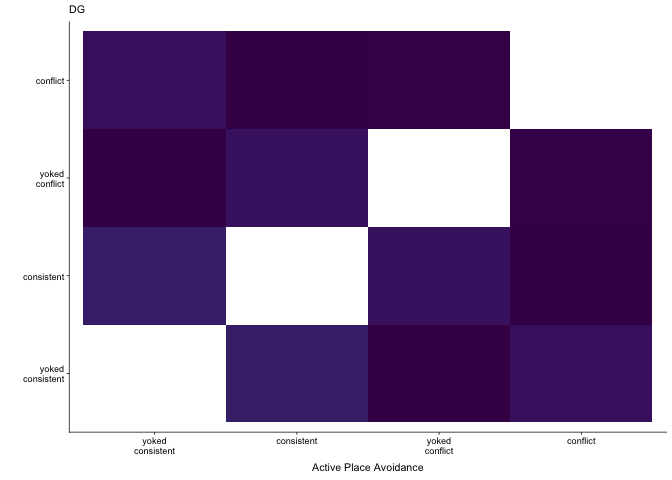 DG
conflict
yoked
conflict
consistent
yoked
consistent
yoked
consistent
consistent
yoked
conflict
conflict
Active Place Avoidance